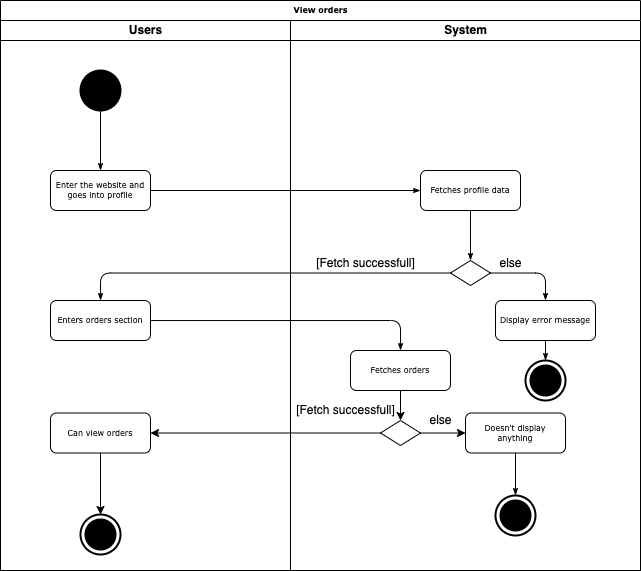 View orders
Users
System
Enter the website and
goes into profile
Fetches profile data
[Fetch successfull]
else
Enters orders section
Display error message
Fetches orders
[Fetch successfull]
else
Can view orders
Doesn't display
anything